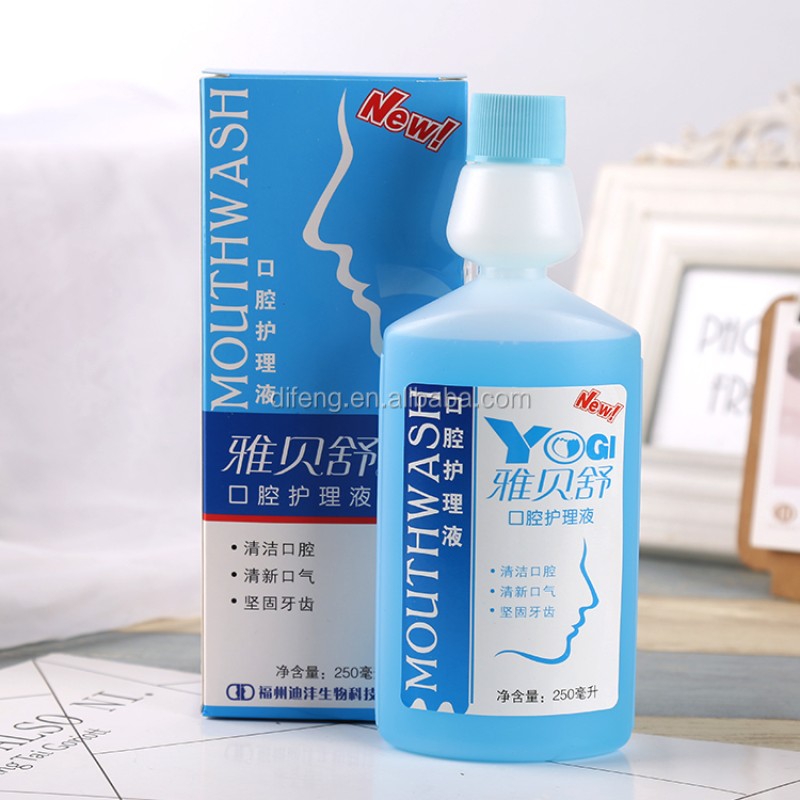 New!
MOUTHWASH
口腔护理液
雅贝舒
口腔护理液
• 清洁口腔
• 清新口气
• 坚固牙齿
净含量：250毫
福州迪沣生物科技
New!
YOGI
雅贝舒
口腔护理液
MOUTHWASH
口腔护理液
• 清洁口腔
• 清新口气
• 坚固牙齿
净含量：250毫升
difeng.en.alibaba.com
ALSO NI.